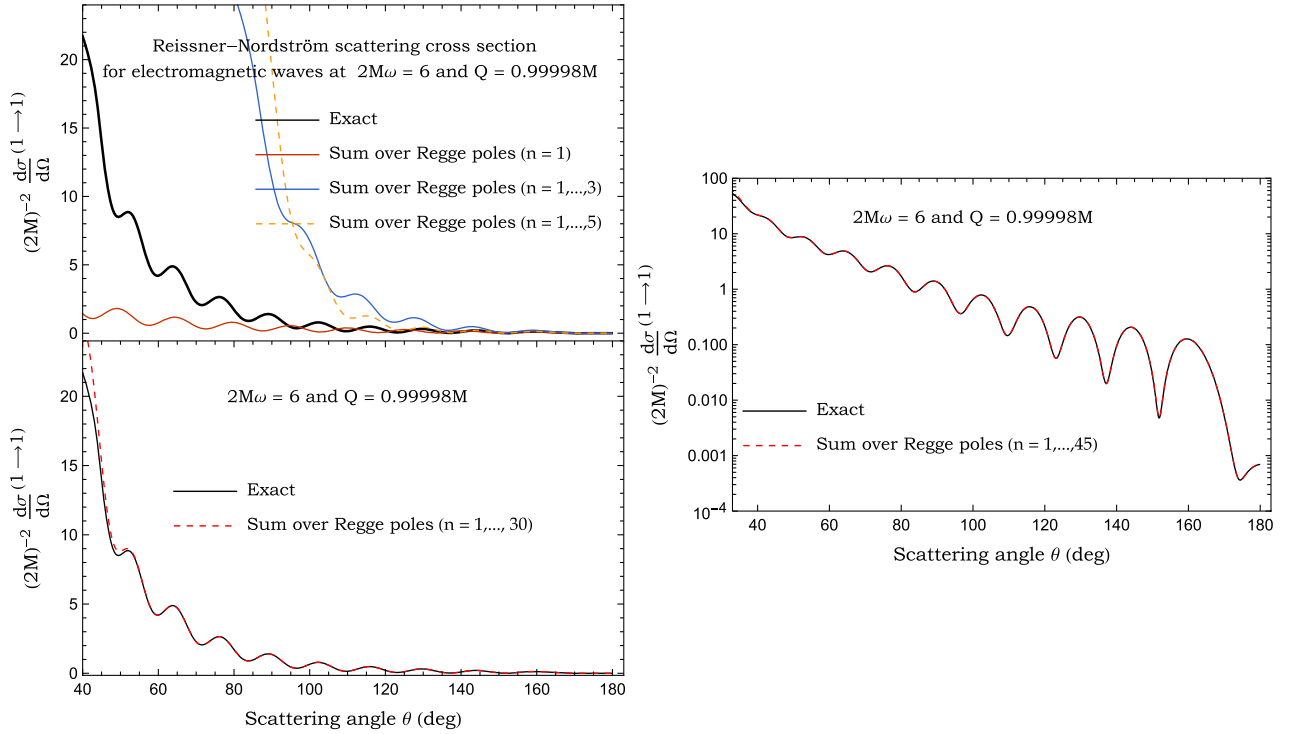 Reissner−Nordström scattering cross section
for electromagnetic waves at 2Mω = 6 and Q = 0.99998M
Exact
Sum over Regge poles (n = 1)
Sum over Regge poles (n = 1,...,3)
Sum over Regge poles (n = 1,...,5)
(2M)⁻² dσ/dΩ (1 ⟶ 1)
20
15
10
5
0
2Mω = 6 and Q = 0.99998M
Exact
Sum over Regge poles (n = 1,..., 30)
(2M)⁻² dσ/dΩ (1 ⟶ 1)
20
15
10
5
0
40 60 80 100 120 140 160 180
Scattering angle θ (deg)
2Mω = 6 and Q = 0.99998M
Exact
Sum over Regge poles (n = 1,...,45)
(2M)⁻² dσ/dΩ (1 ⟶ 1)
100
10
1
0.100
0.010
0.001
10⁻⁴
40 60 80 100 120 140 160 180
Scattering angle θ (deg)